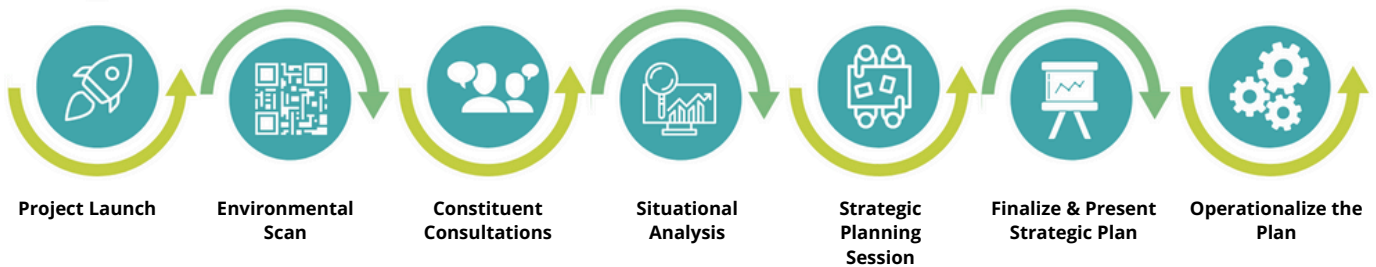 Project Launch
Environmental
Scan
Constituent
Consultations
Situational
Analysis
Strategic
Planning
Session
Finalize & Present
Strategic Plan
Operationalize the
Plan